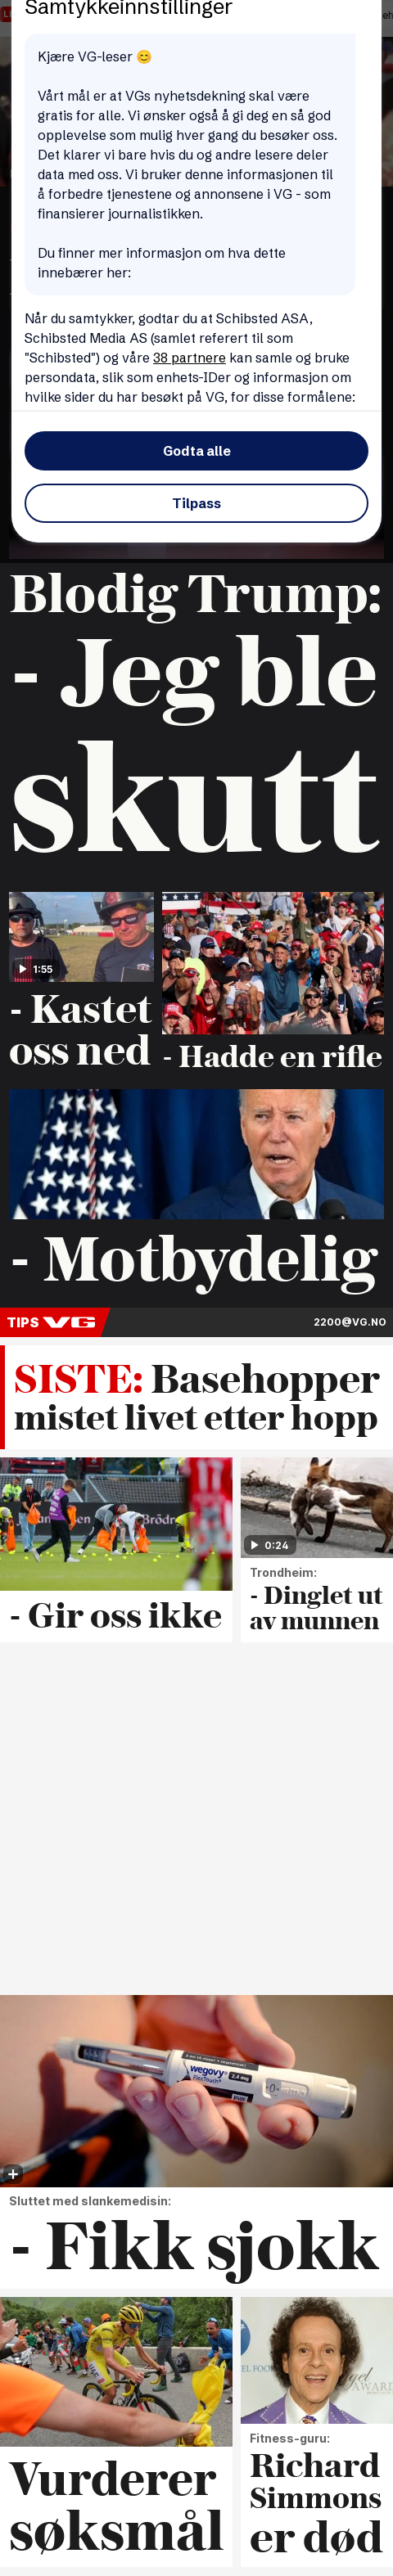 Samtykkeinnstillinger
Kjære VG-leser 😊
Vårt mål er at VGs nyhetsdekning skal være
gratis for alle. Vi ønsker også å gi deg en så god
opplevelse som mulig hver gang du besøker oss.
Det klarer vi bare hvis du og andre lesere deler
data med oss. Vi bruker denne informasjonen til
å forbedre tjenestene og annonsene i VG - som
finansierer journalistikken.
Du finner mer informasjon om hva dette
innebærer her:
Når du samtykker, godtar du at Schibsted ASA,
Schibsted Media AS (samlet referert til som
"Schibsted") og våre 38 partnere kan samle og bruke
persondata, slik som enhets-IDer og informasjon om
hvilke sider du har besøkt på VG, for disse formålene:
Godta alle
Tilpass
Blodig Trump:
- Jeg ble
skutt
1:55
- Kastet
oss ned
- Hadde en rifle
- Motbydelig
TIPS VG
2200@VG.NO
SISTE: Basehopper
mistet livet etter hopp
- Gir oss ikke
0:24
Trondheim:
- Dinglet ut
av munnen
wegovy
FlexTouch
2,4 mg
Sluttet med slankemedisin:
- Fikk sjokk
Vurderer
søksmål
Fitness-guru:
Richard
Simmons
er død